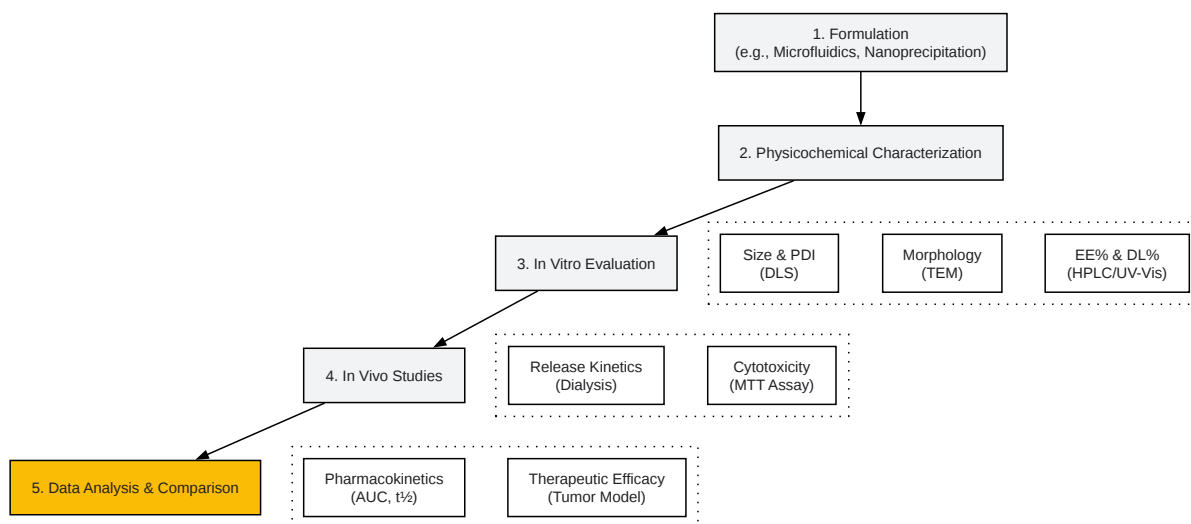 1. Formulation
(e.g., Microfluidics, Nanoprecipitation)
2. Physicochemical Characterization
3. In Vitro Evaluation
Size & PDI
(DLS)
Morphology
(TEM)
EE% & DL%
(HPLC/UV-Vis)
4. In Vivo Studies
Release Kinetics
(Dialysis)
Cytotoxicity
(MTT Assay)
5. Data Analysis & Comparison
Pharmacokinetics
(AUC, t½)
Therapeutic Efficacy
(Tumor Model)